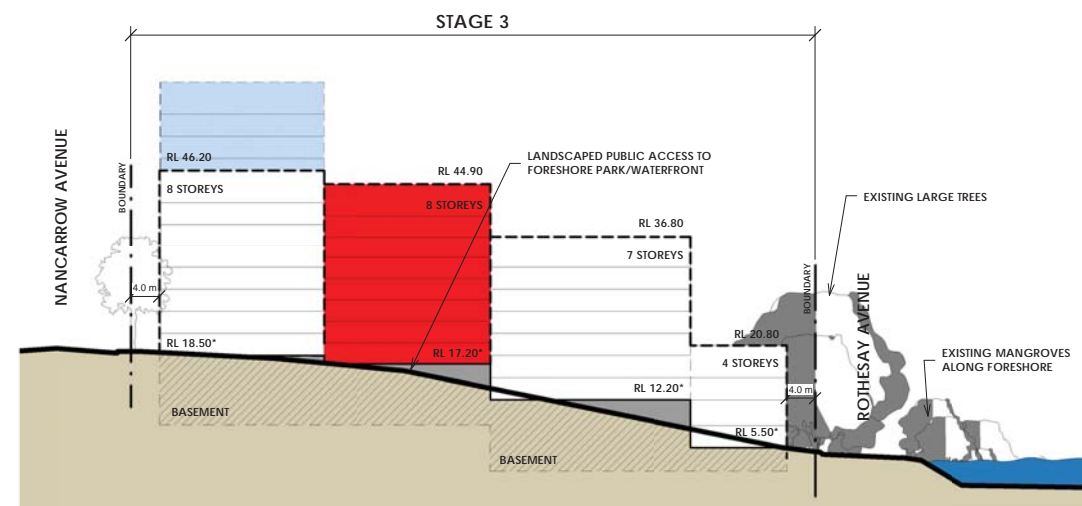 STAGE 3
NANCARROW AVENUE
BOUNDARY
4.0 m
RL 46.20
8 STOREYS
RL 18.50*
BASEMENT
RL 44.90
8 STOREYS
RL 17.20*
LANDSCAPED PUBLIC ACCESS TO
FORESHORE PARK/WATERFRONT
RL 36.80
7 STOREYS
RL 12.20*
BASEMENT
RL 20.80
4 STOREYS
RL 5.50*
4.0 m
BOUNDARY
EXISTING LARGE TREES
ROTHESAY AVENUE
EXISTING MANGROVES
ALONG FORESHORE